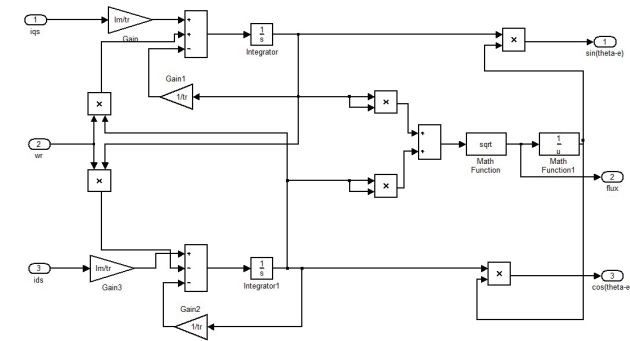 1
iqs
lm/tr
Gain
+
+
−
1
s
Integrator
×
1
sin(theta-e)
Gain1
1/tr
×
×
2
wr
+
+
sqrt
Math
Function
1
u
Math
Function1
2
flux
×
×
3
ids
lm/tr
Gain3
+
−
−
1
s
Integrator1
×
3
cos(theta-e
Gain2
1/tr